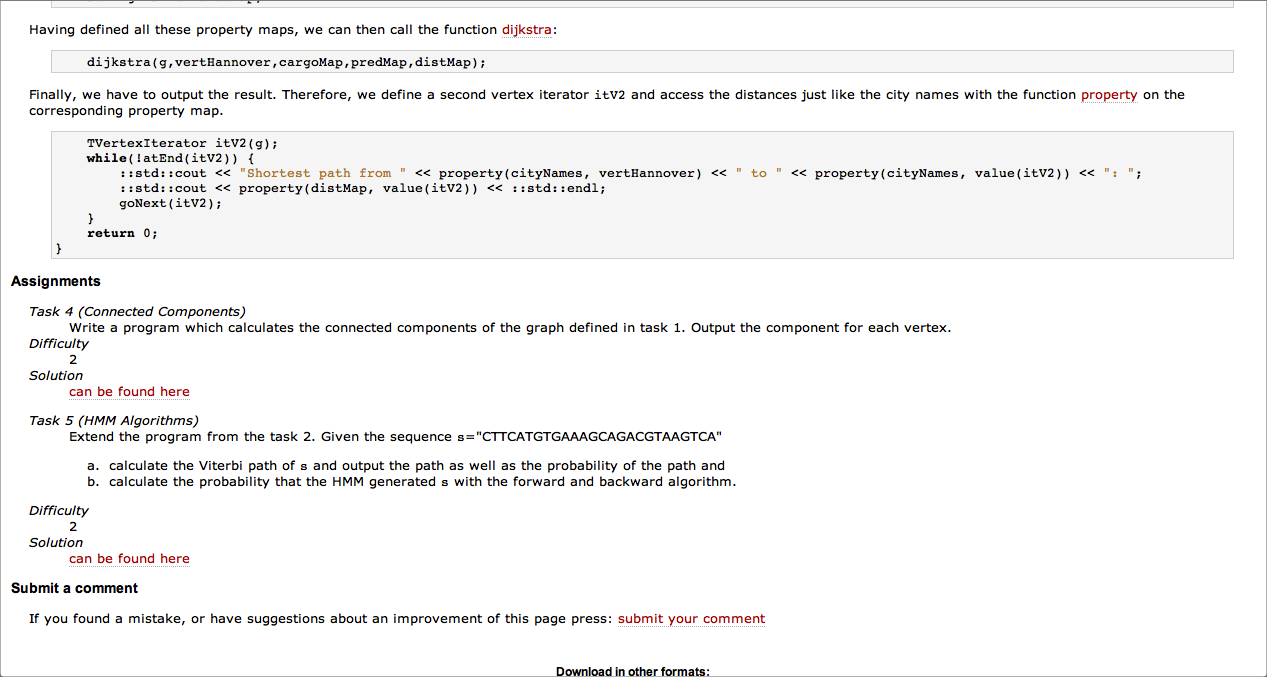 Having defined all these property maps, we can then call the function dijkstra:
dijkstra(g,vertHannover,cargoMap,predMap,distMap);
Finally, we have to output the result. Therefore, we define a second vertex iterator itV2 and access the distances just like the city names with the function property on the
corresponding property map.
TVertexIterator itV2(g);
while(!atEnd(itV2)) {
::std::cout << "Shortest path from " << property(cityNames, vertHannover) << " to " << property(cityNames, value(itV2)) << ": ";
::std::cout << property(distMap, value(itV2)) << ::std::endl;
goNext(itV2);
}
return 0;
}
Assignments
Task 4 (Connected Components)
Write a program which calculates the connected components of the graph defined in task 1. Output the component for each vertex.
Difficulty
2
Solution
can be found here
Task 5 (HMM Algorithms)
Extend the program from the task 2. Given the sequence s="CTTCATGTGAAAGCAGACGTAAGTCA"
a. calculate the Viterbi path of s and output the path as well as the probability of the path and
b. calculate the probability that the HMM generated s with the forward and backward algorithm.
Difficulty
2
Solution
can be found here
Submit a comment
If you found a mistake, or have suggestions about an improvement of this page press: submit your comment
Download in other formats: